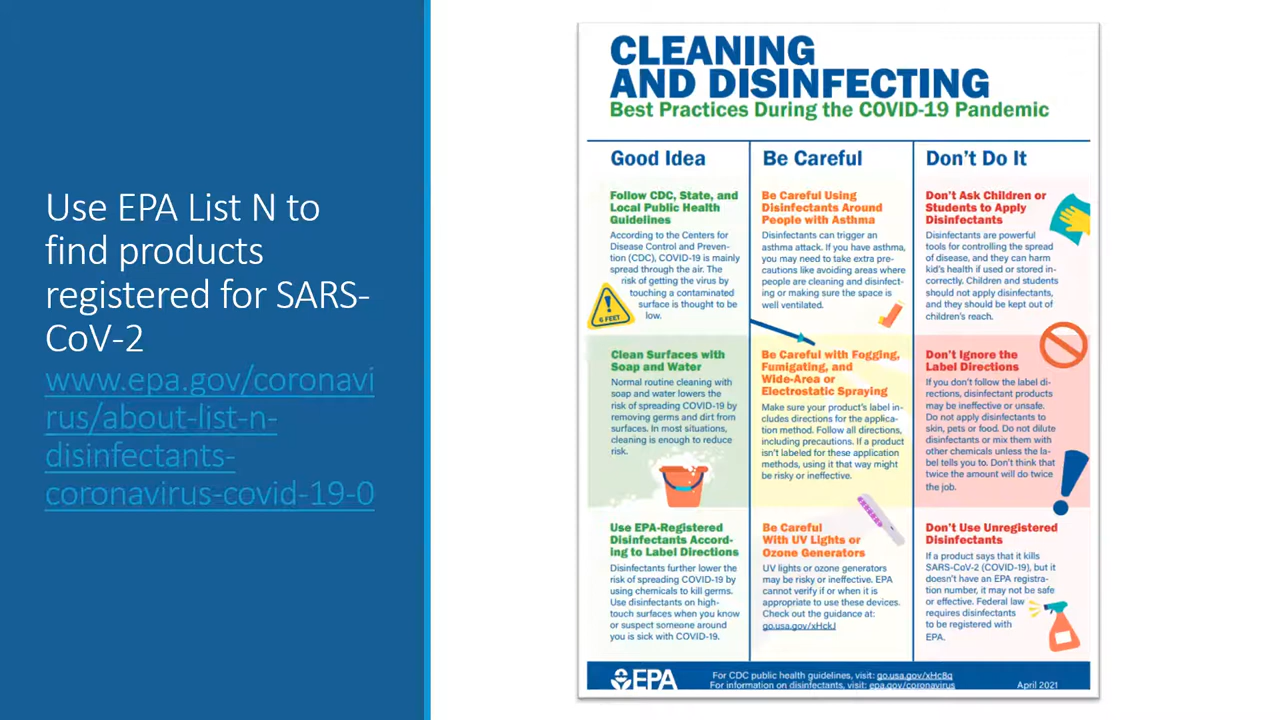 Use EPA List N to
find products
registered for SARS-
CoV-2
www.epa.gov/coronavi
rus/about-list-n-
disinfectants-
coronavirus-covid-19-0
CLEANING
AND DISINFECTING
Best Practices During the COVID-19 Pandemic
Good Idea
Follow CDC, State, and
Local Public Health
Guidelines
According to the Centers for
Disease Control and Preven-
tion (CDC), COVID-19 is mainly
spread through the air. The
risk of getting the virus by
touching a contaminated
surface is thought to be
low.
6 FEET
Clean Surfaces with
Soap and Water
Normal routine cleaning with
soap and water lowers the
risk of spreading COVID-19 by
removing germs and dirt from
surfaces. In most situations,
cleaning is enough to reduce
risk.
Use EPA-Registered
Disinfectants Accord-
ing to Label Directions
Disinfectants further lower the
risk of spreading COVID-19 by
using chemicals to kill germs.
Use disinfectants on high-
touch surfaces when you know
or suspect someone around
you is sick with COVID-19.
Be Careful
Be Careful Using
Disinfectants Around
People with Asthma
Disinfectants can trigger an
asthma attack. If you have asthma,
you may need to take extra pre-
cautions like avoiding areas where
people are cleaning and disinfect-
ing or making sure the space is
well ventilated.
Be Careful with Fogging,
Fumigating, and
Wide-Area or
Electrostatic Spraying
Make sure your product's label in-
cludes directions for the applica-
tion method. Follow all directions,
including precautions. If a product
isn't labeled for these application
methods, using it that way might
be risky or ineffective.
Be Careful
With UV Lights or
Ozone Generators
UV lights or ozone generators
may be risky or ineffective. EPA
cannot verify if or when it is
appropriate to use these devices.
Check out the guidance at:
go.usa.gov/xHckJ
Don't Do It
Don't Ask Children or
Students to Apply
Disinfectants
Disinfectants are powerful
tools for controlling the spread
of disease, and they can harm
kid's health if used or stored in-
correctly. Children and students
should not apply disinfectants,
and they should be kept out of
children's reach.
Don't Ignore the
Label Directions
If you don't follow the label di-
rections, disinfectant products
may be ineffective or unsafe.
Do not apply disinfectants to
skin, pets or food. Do not dilute
disinfectants or mix them with
other chemicals unless the la-
bel tells you to. Don't think that
twice the amount will do twice
the job.
Don't Use Unregistered
Disinfectants
If a product says that it kills
SARS-CoV-2 (COVID-19), but it
doesn't have an EPA registra-
tion number, it may not be safe
or effective. Federal law
requires disinfectants
to be registered with
EPA.
EPA
For CDC public health guidelines, visit: go.usa.gov/xHc8q
For information on disinfectants, visit: epa.gov/coronavirus
April 2021